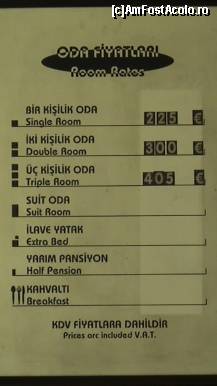 (c)AmFostAcolo.ro
ODA FİYATLARI
Room Rates
BİR KİŞİLİK ODA
Single Room 225 €
İKİ KİŞİLİK ODA
Double Room 300 €
ÜÇ KİŞİLİK ODA
Triple Room 405 €
SUİT ODA
Suit Room
İLAVE YATAK
Extra Bed
YARIM PANSİYON
Half Pension
KAHVALTI
Breakfast
KDV FİYATLARA DAHİLDİR
Prices are included V.A.T.